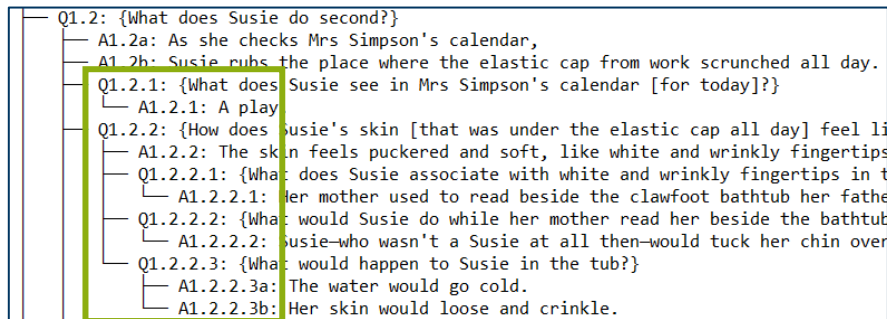 Q1.2: {What does Susie do second?}
A1.2a: As she checks Mrs Simpson's calendar,
A1.2b: Susie rubs the place where the elastic cap from work scrunched all day.
Q1.2.1: {What does Susie see in Mrs Simpson's calendar [for today]?}
A1.2.1: A play
Q1.2.2: {How does Susie's skin [that was under the elastic cap all day] feel li
A1.2.2: The skin feels puckered and soft, like white and wrinkly fingertips
Q1.2.2.1: {What does Susie associate with white and wrinkly fingertips in t
A1.2.2.1: Her mother used to read beside the clawfoot bathtub her fathe
Q1.2.2.2: {What would Susie do while her mother read her beside the bathtub
A1.2.2.2: Susie—who wasn't a Susie at all then—would tuck her chin over
Q1.2.2.3: {What would happen to Susie in the tub?}
A1.2.2.3a: The water would go cold.
A1.2.2.3b: Her skin would loose and crinkle.